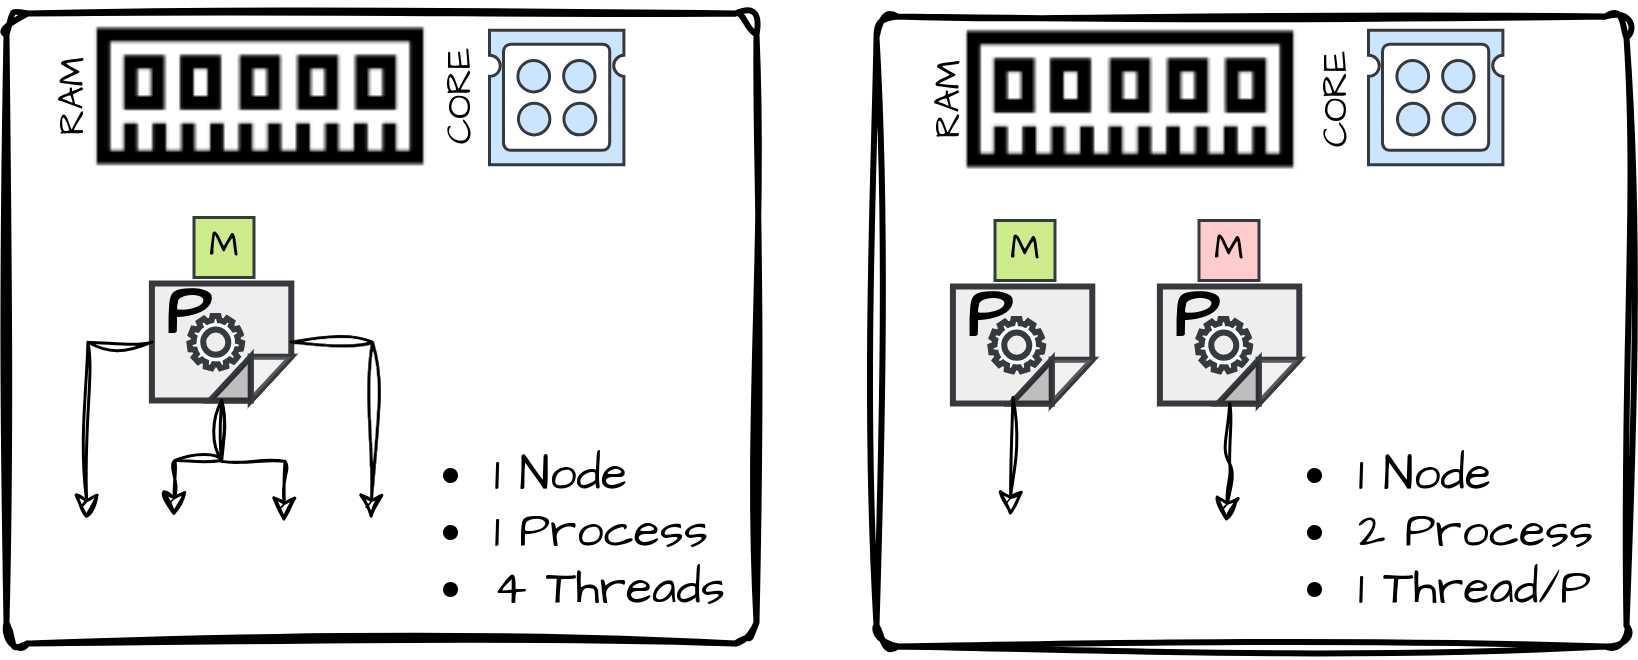 RAM
CORE
M
P
• 1 Node
• 1 Process
• 4 Threads
RAM
CORE
M
M
P
P
• 1 Node
• 2 Process
• 1 Thread/P